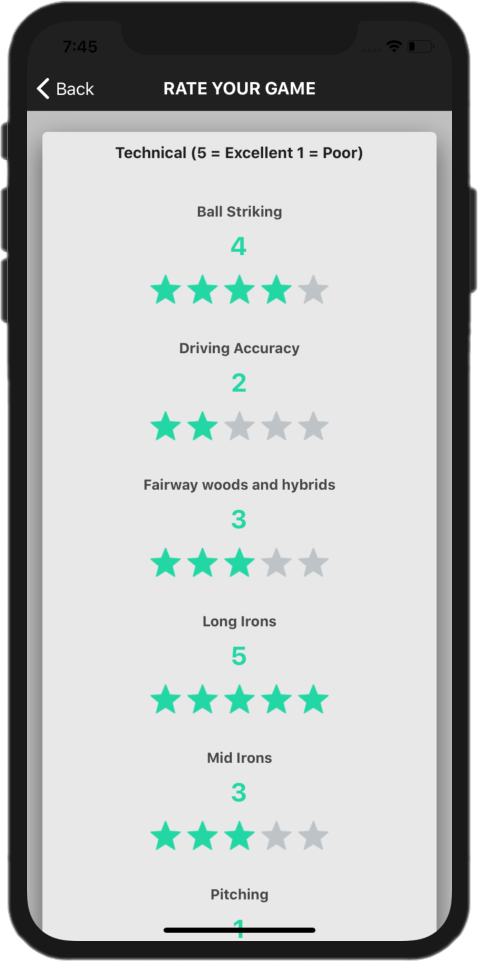 7:45
Back
RATE YOUR GAME
Technical (5 = Excellent 1 = Poor)
Ball Striking
4
Driving Accuracy
2
Fairway woods and hybrids
3
Long Irons
5
Mid Irons
3
Pitching
1